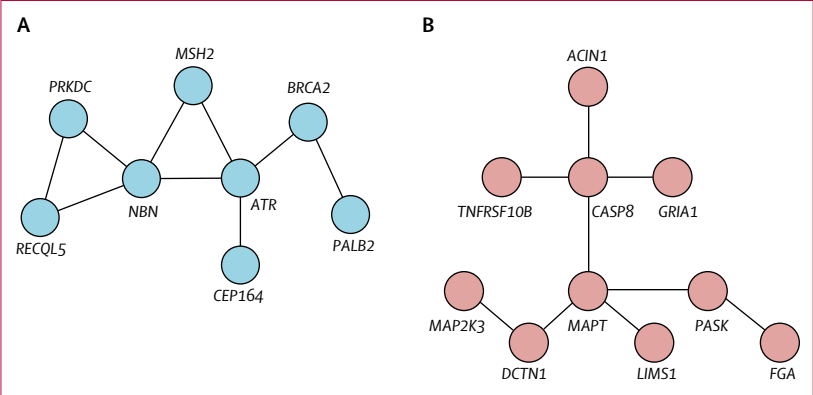 A
B
MSH2
ACIN1
PRKDC
BRCA2
NBN
ATR
TNFRSF10B
CASP8
GRIA1
RECQL5
PALB2
CEP164
MAP2K3
MAPT
PASK
DCTN1
LIMS1
FGA